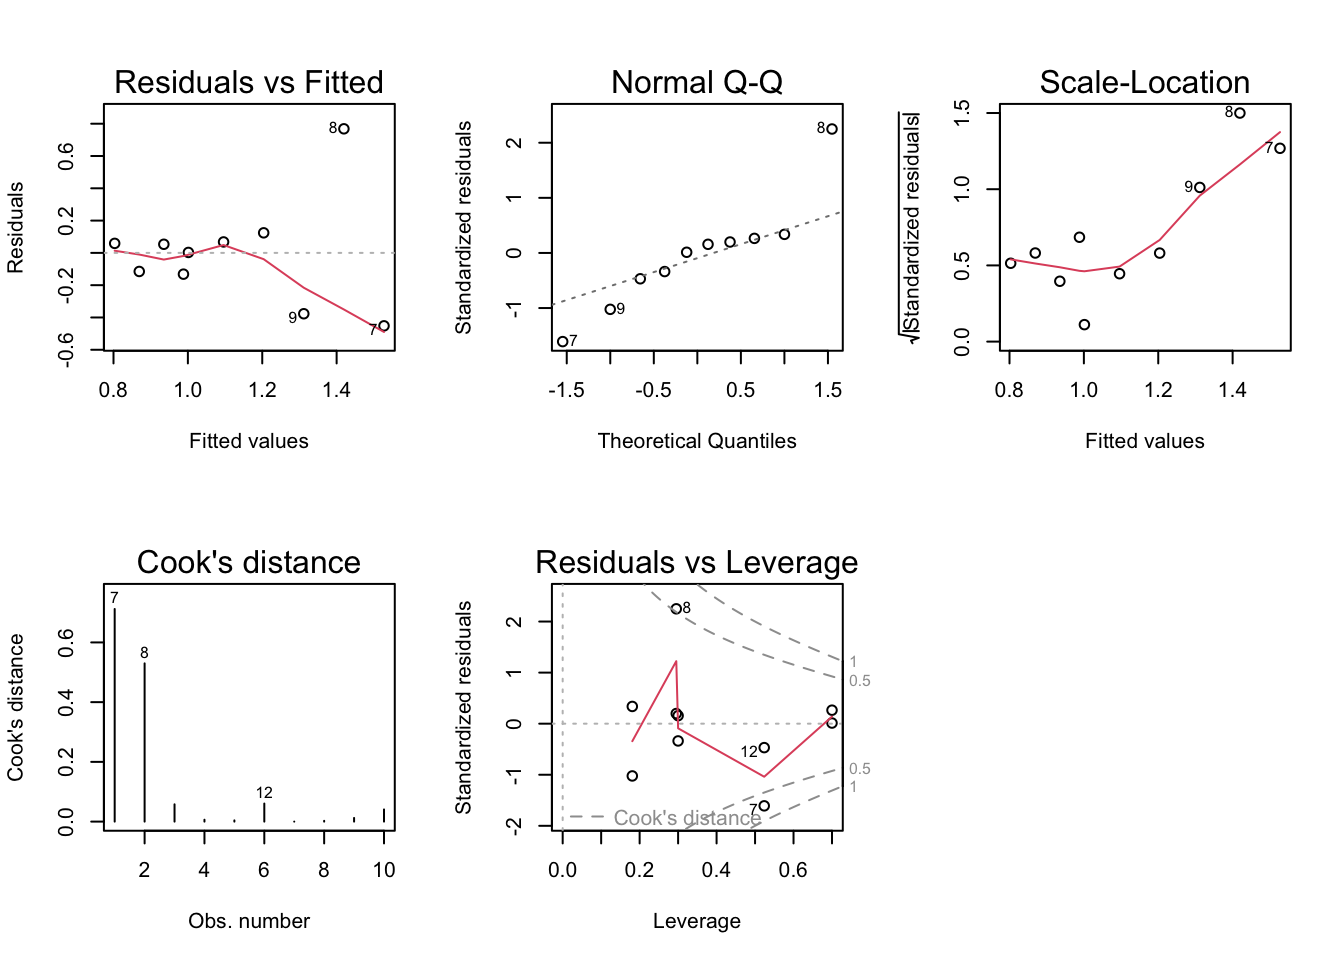 Residuals vs Fitted
Residuals
0.6
0.2
-0.2
-0.6
8
9
7
0.8 1.0 1.2 1.4
Fitted values
Normal Q-Q
Standardized residuals
2
1
0
-1
8
9
7
-1.5 -0.5 0.5 1.5
Theoretical Quantiles
Scale-Location
√|Standardized residuals|
1.5
1.0
0.5
0.0
8
7
9
0.8 1.0 1.2 1.4
Fitted values
Cook's distance
Cook's distance
0.6
0.4
0.2
0.0
7
8
12
2 4 6 8 10
Obs. number
Residuals vs Leverage
Standardized residuals
2
1
0
-1
-2
8
12
7
1
0.5
0.5
1
Cook's distance
0.0 0.2 0.4 0.6
Leverage